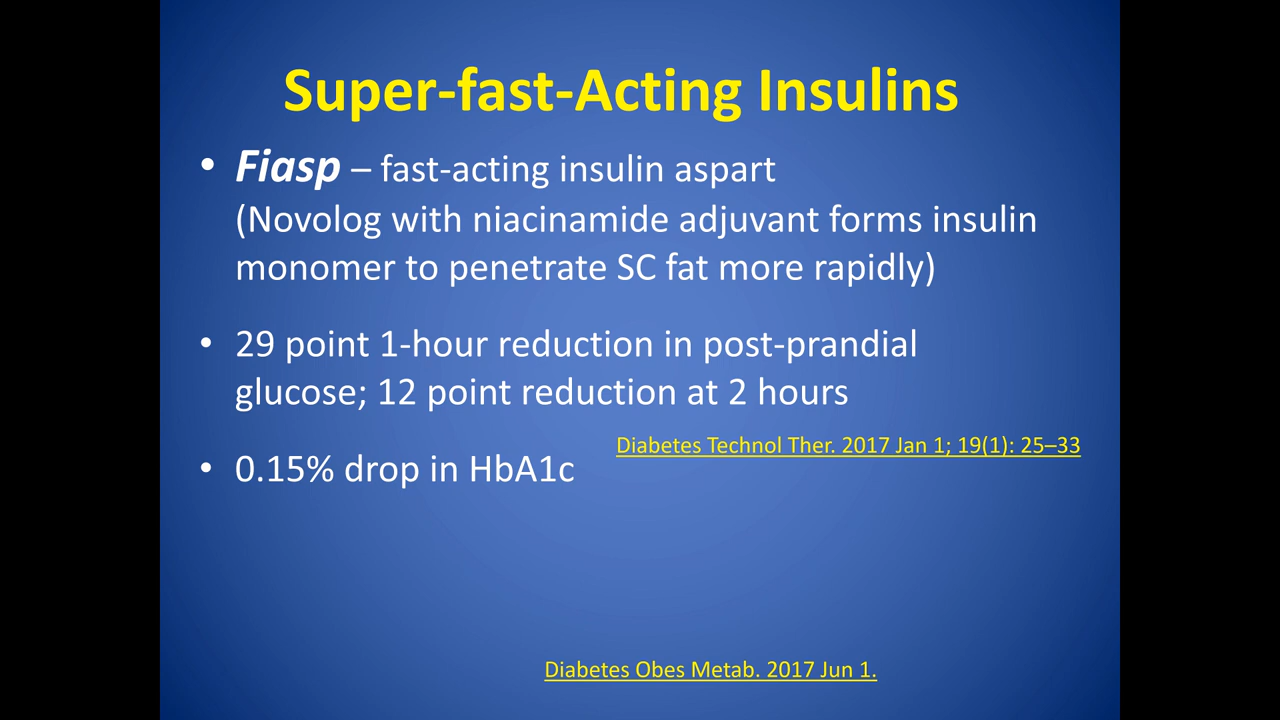 Super-fast-Acting Insulins
• Fiasp – fast-acting insulin aspart
(Novolog with niacinamide adjuvant forms insulin
monomer to penetrate SC fat more rapidly)
• 29 point 1-hour reduction in post-prandial
glucose; 12 point reduction at 2 hours
Diabetes Technol Ther. 2017 Jan 1; 19(1): 25–33
• 0.15% drop in HbA1c
Diabetes Obes Metab. 2017 Jun 1.